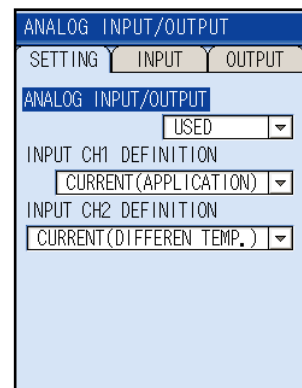 ANALOG INPUT/OUTPUT
SETTING INPUT OUTPUT
ANALOG INPUT/OUTPUT
USED
INPUT CH1 DEFINITION
CURRENT(APPLICATION)
INPUT CH2 DEFINITION
CURRENT(DIFFEREN TEMP.)